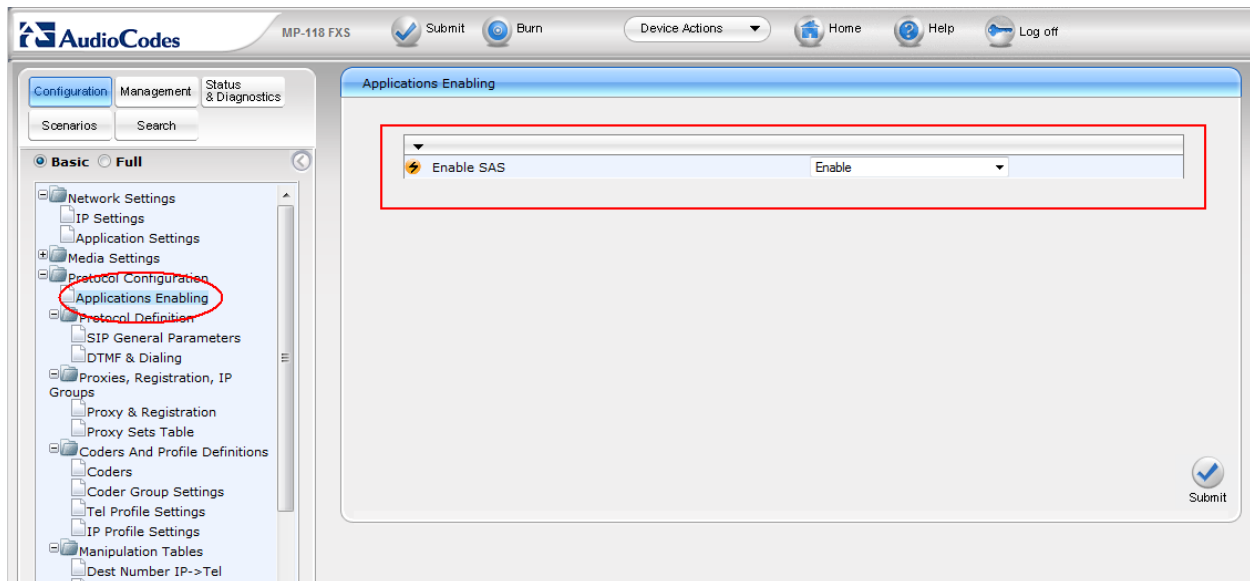 AudioCodes
MP-118 FXS
Submit
Burn
Device Actions
Home
Help
Log off
Configuration
Management
Status
& Diagnostics
Scenarios
Search
Basic
Full
Network Settings
IP Settings
Application Settings
Media Settings
Protocol Configuration
Applications Enabling
Protocol Definition
SIP General Parameters
DTMF & Dialing
Proxies, Registration, IP
Groups
Proxy & Registration
Proxy Sets Table
Coders And Profile Definitions
Coders
Coder Group Settings
Tel Profile Settings
IP Profile Settings
Manipulation Tables
Dest Number IP->Tel
Applications Enabling
Enable SAS
Enable
Submit